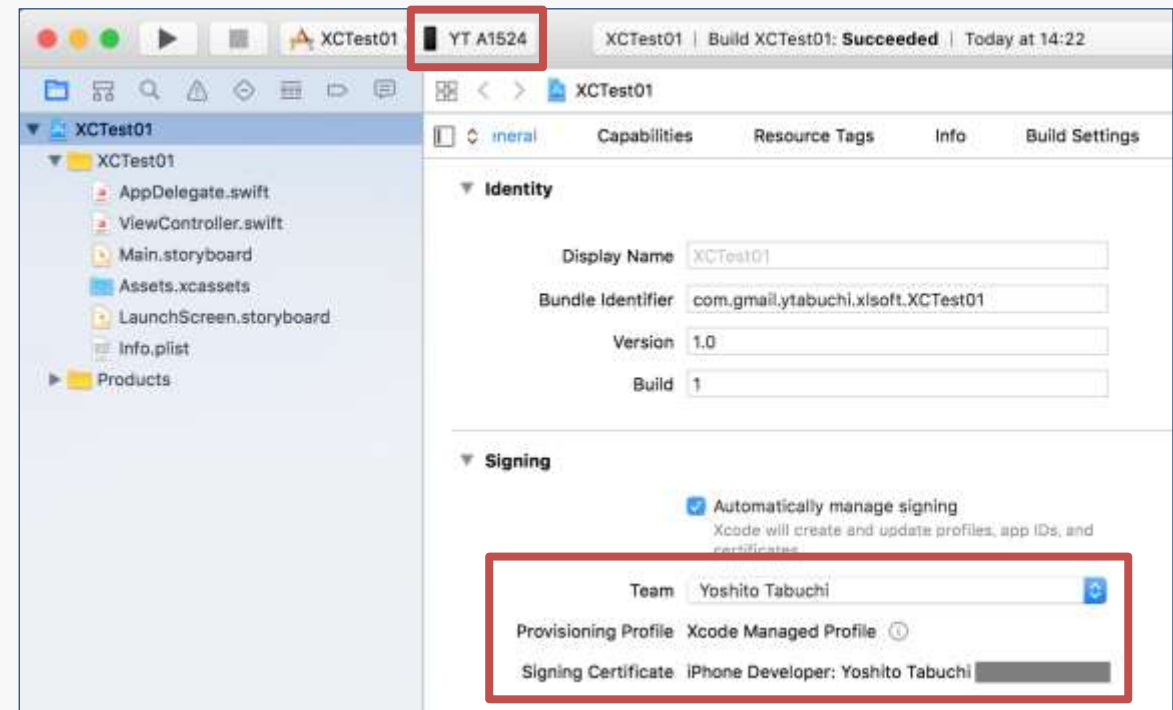 XCTest01 YT A1524 XCTest01 | Build XCTest01: Succeeded | Today at 14:22
XCTest01
XCTest01
neral Capabilities Resource Tags Info Build Settings
XCTest01
AppDelegate.swift
ViewController.swift
Main.storyboard
Assets.xcassets
LaunchScreen.storyboard
Info.plist
Products
Identity
Display Name XCTest01
Bundle Identifier com.gmail.ytabuchi.xlsoft.XCTest01
Version 1.0
Build 1
Signing
Automatically manage signing
Xcode will create and update profiles, app IDs, and
certificates.
Team Yoshito Tabuchi
Provisioning Profile Xcode Managed Profile
Signing Certificate iPhone Developer: Yoshito Tabuchi